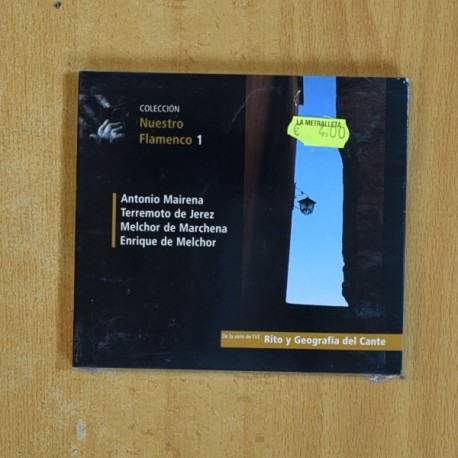 COLECCIÓN
Nuestro
Flamenco 1
LA METRALLETA
€ 4,00
Antonio Mairena
Terremoto de Jerez
Melchor de Marchena
Enrique de Melchor
De la serie de TVE Rito y Geografía del Cante